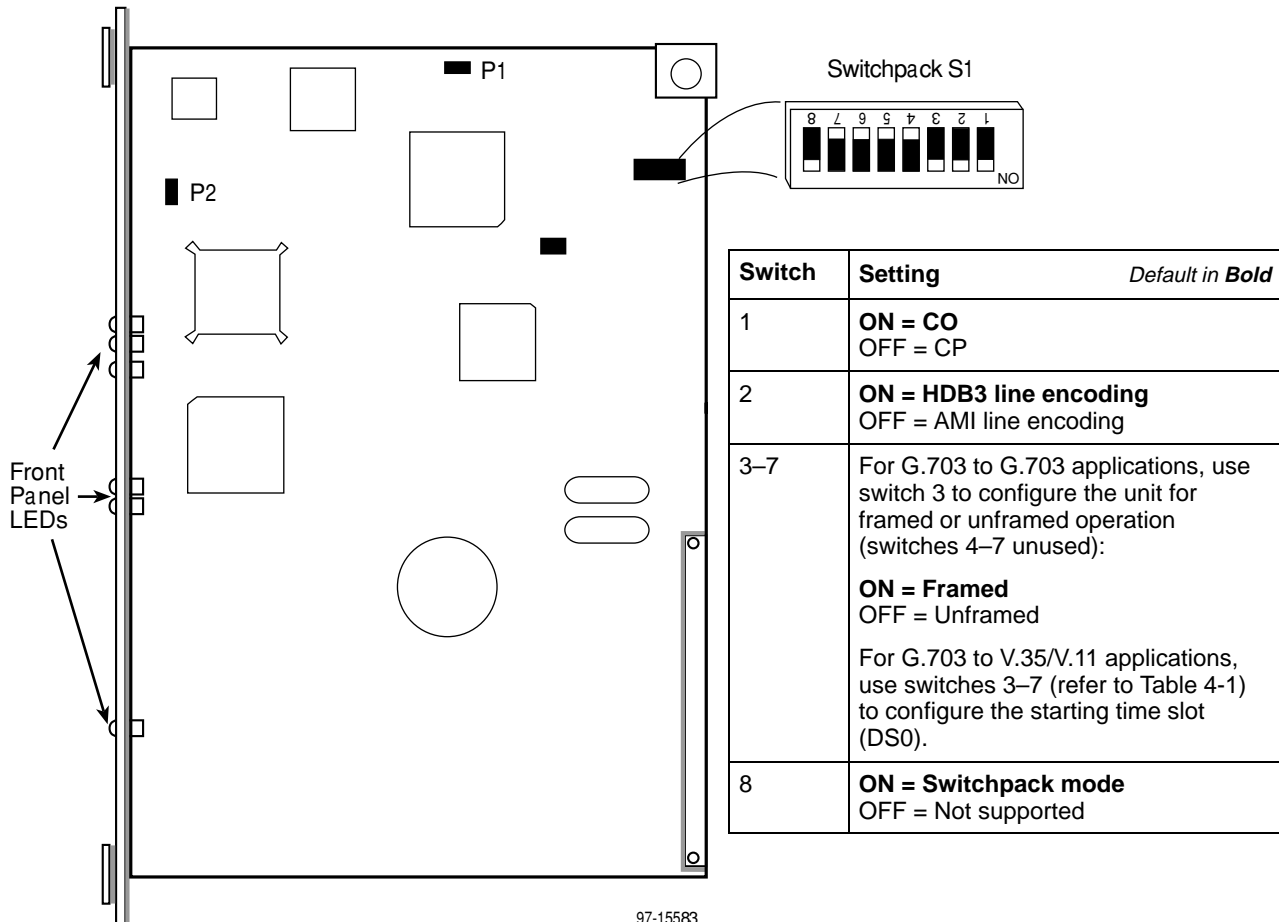 P1
P2
Switchpack S1
8 7 6 5 4 3 2 1
NO
Front
Panel
LEDs
Switch Setting Default in Bold
1 ON = CO
OFF = CP
2 ON = HDB3 line encoding
OFF = AMI line encoding
3–7 For G.703 to G.703 applications, use
switch 3 to configure the unit for
framed or unframed operation
(switches 4–7 unused):
ON = Framed
OFF = Unframed
For G.703 to V.35/V.11 applications,
use switches 3–7 (refer to Table 4-1)
to configure the starting time slot
(DS0).
8 ON = Switchpack mode
OFF = Not supported
97-15583